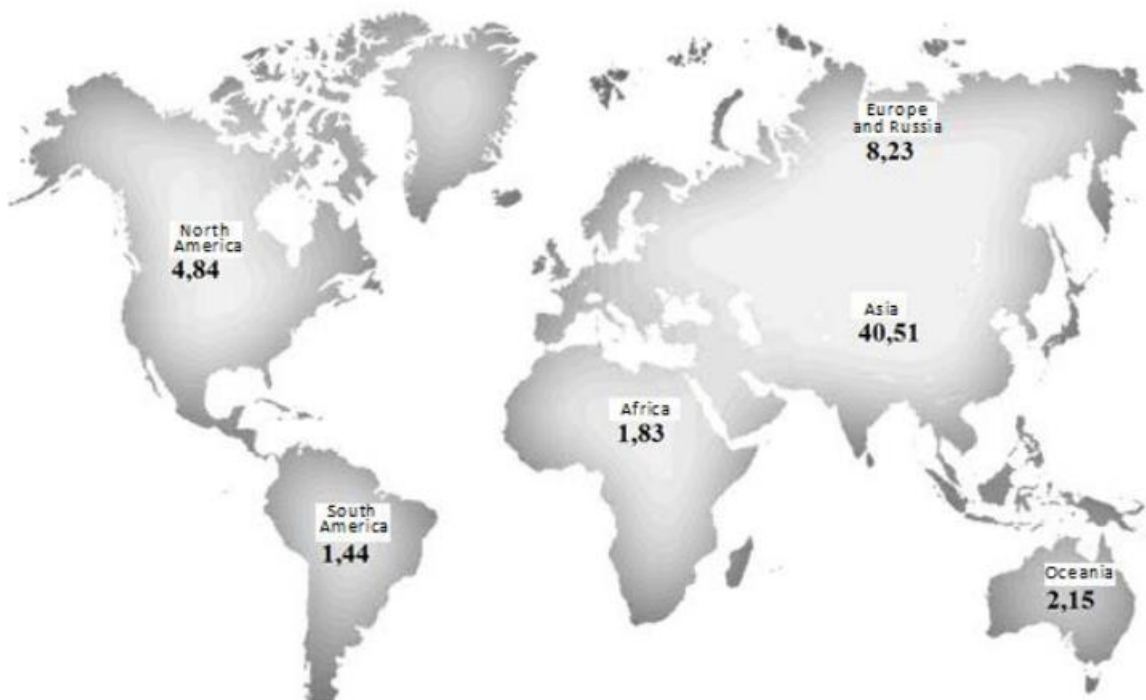 Europe
and Russia
8,23
North
America
4,84
Asia
40,51
Africa
1,83
South
America
1,44
Oceania
2,15